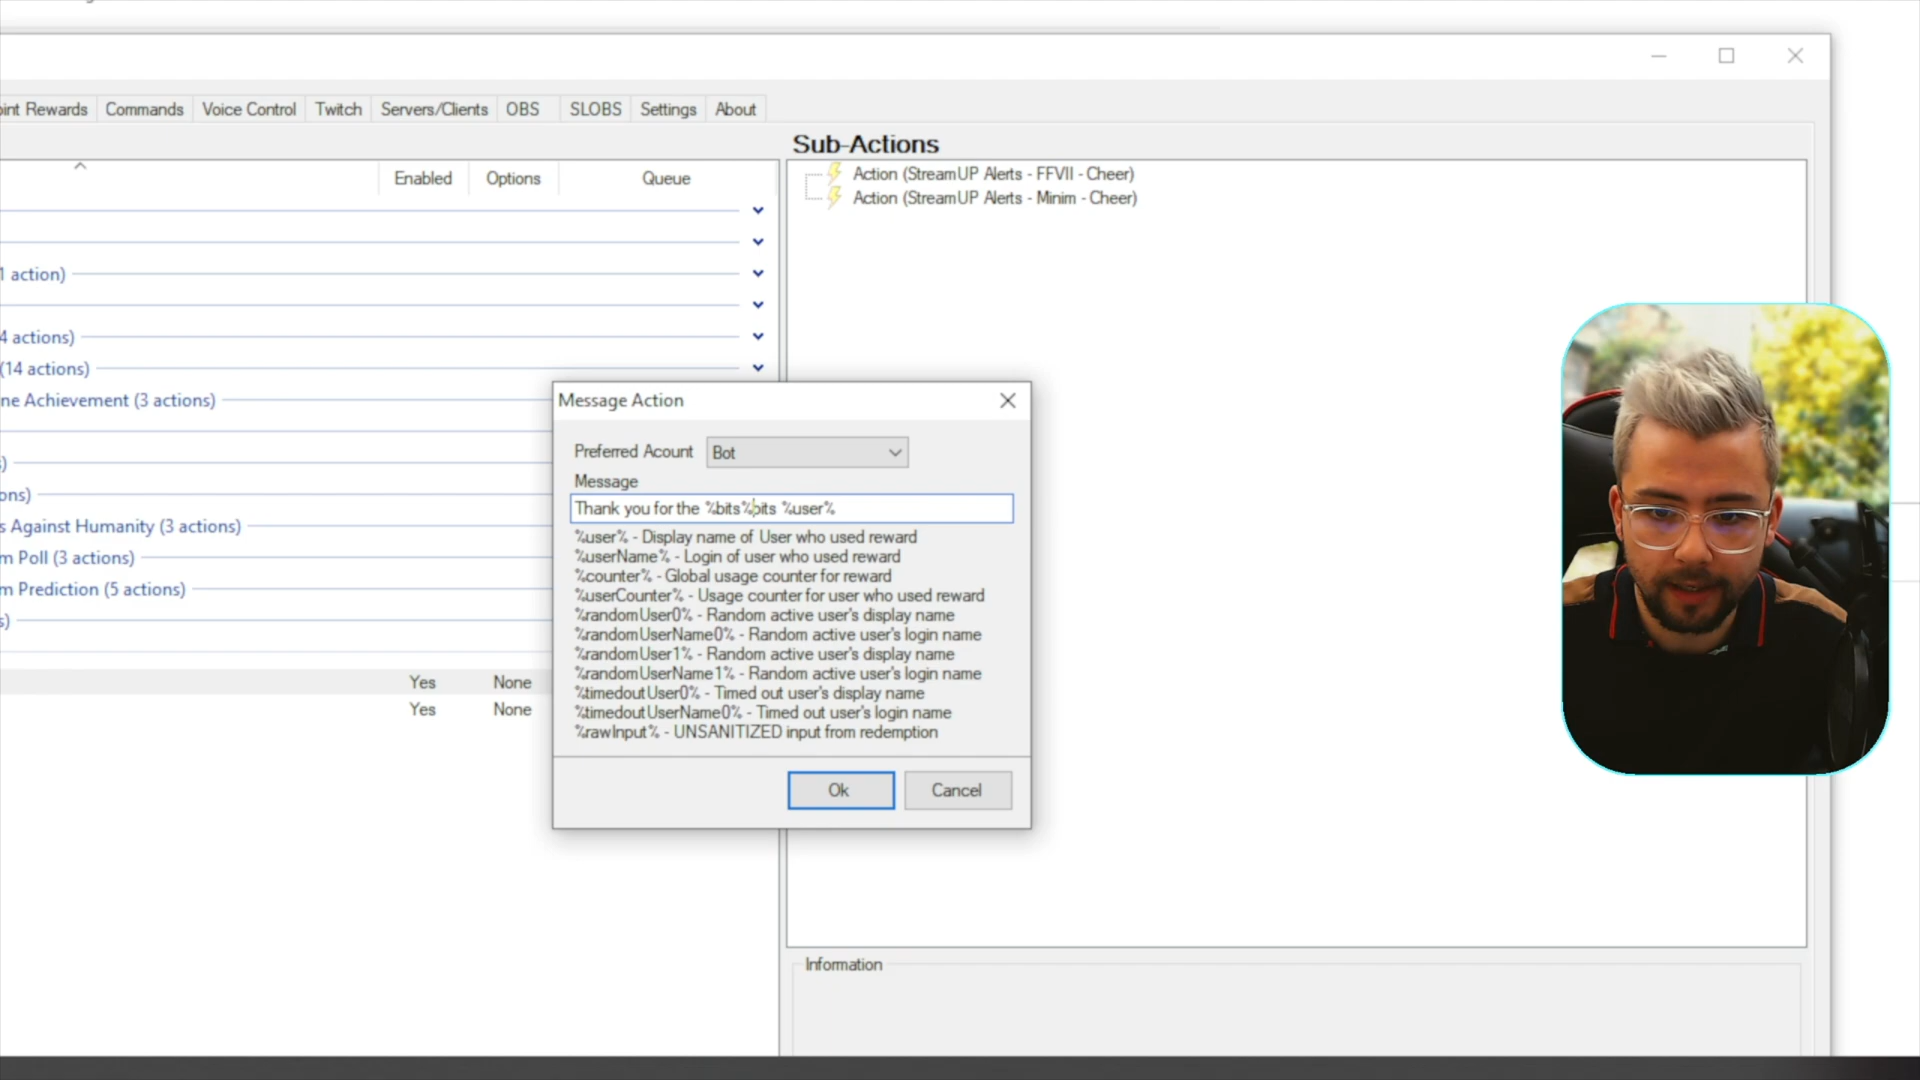 oint Rewards Commands Voice Control Twitch Servers/Clients OBS SLOBS Settings About
Sub-Actions
Enabled Options Queue
Action (StreamUP Alerts - FFVII - Cheer)
Action (StreamUP Alerts - Minim - Cheer)
1 action)
4 actions)
(14 actions)
ne Achievement (3 actions)
s)
ons)
s Against Humanity (3 actions)
m Poll (3 actions)
m Prediction (5 actions)
s)
Yes None
Yes None
Message Action
Preferred Acount Bot
Message
Thank you for the %bits%bits %user%
%user% - Display name of User who used reward
%userName% - Login of user who used reward
%counter% - Global usage counter for reward
%userCounter% - Usage counter for user who used reward
%randomUser0% - Random active user's display name
%randomUserName0% - Random active user's login name
%randomUser1% - Random active user's display name
%randomUserName1% - Random active user's login name
%timedoutUser0% - Timed out user's display name
%timedoutUserName0% - Timed out user's login name
%rawInput% - UNSANITIZED input from redemption
Ok Cancel
Information